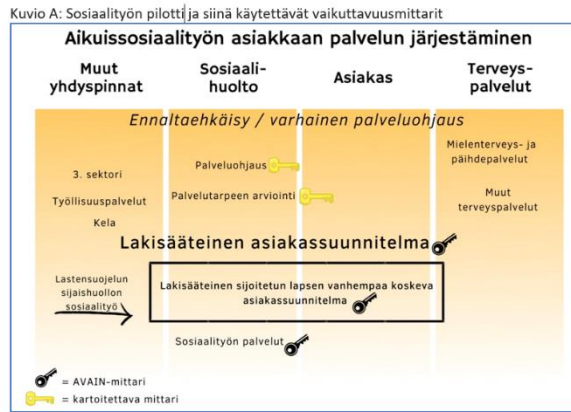 Kuvio A: Sosiaalityön pilotti ja siinä käytettävät vaikuttavuusmittarit
Aikuissosiaalityön asiakkaan palvelun järjestäminen
Muut
yhdyspinnat
Sosiaali-
huolto
Asiakas
Terveys-
palvelut
Ennaltaehkäisy / varhainen palveluohjaus
3. sektori
Työllisuuspalvelut
Kela
Palveluohjaus
Palvelutarpeen arviointi
Mielenterveys- ja
päihdepalvelut
Muut
terveyspalvelut
Lakisääteinen asiakassuunnitelma
Lastensuojelun
sijaishuollon
sosiaalityö
Lakisääteinen sijoitetun lapsen vanhempaa koskeva
asiakassuunnitelma
Sosiaalityön palvelut
= AVAIN-mittari
= kartoitettava mittari